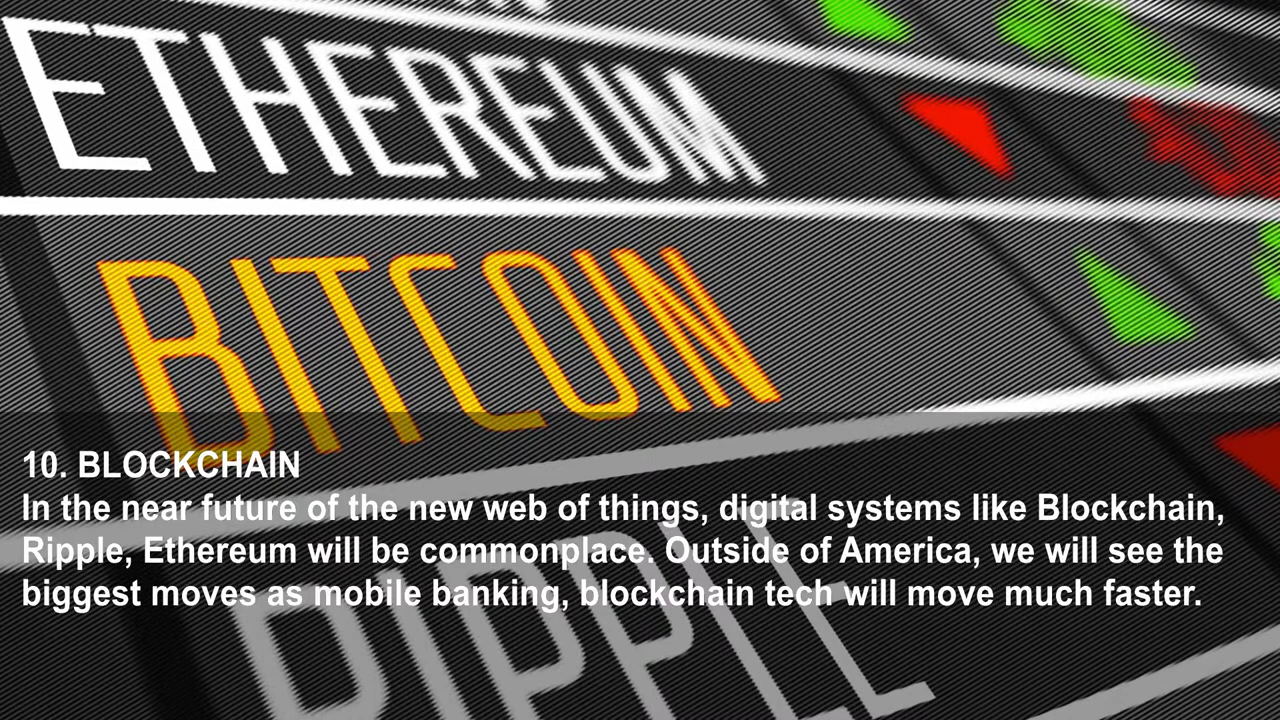 ETHEREUM
BITCOIN
RIPPLE
10. BLOCKCHAIN
In the near future of the new web of things, digital systems like Blockchain,
Ripple, Ethereum will be commonplace. Outside of America, we will see the
biggest moves as mobile banking, blockchain tech will move much faster.